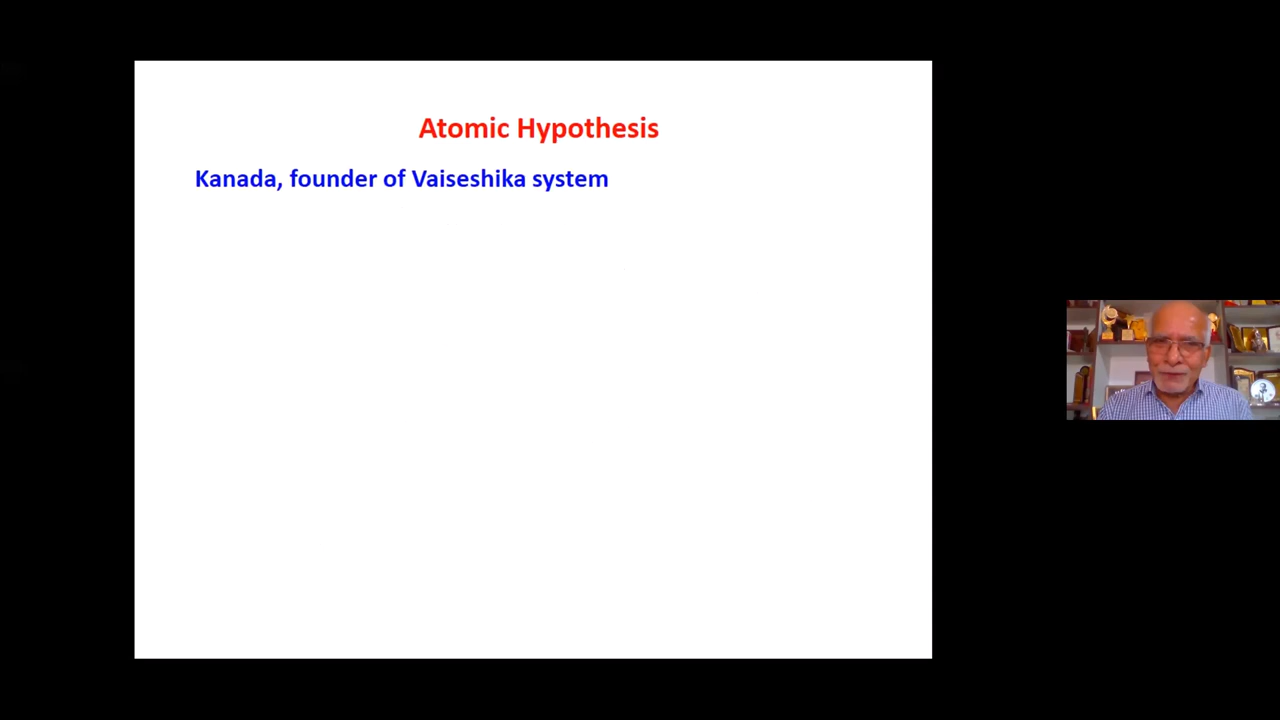 Atomic Hypothesis
Kanada, founder of Vaiseshika system